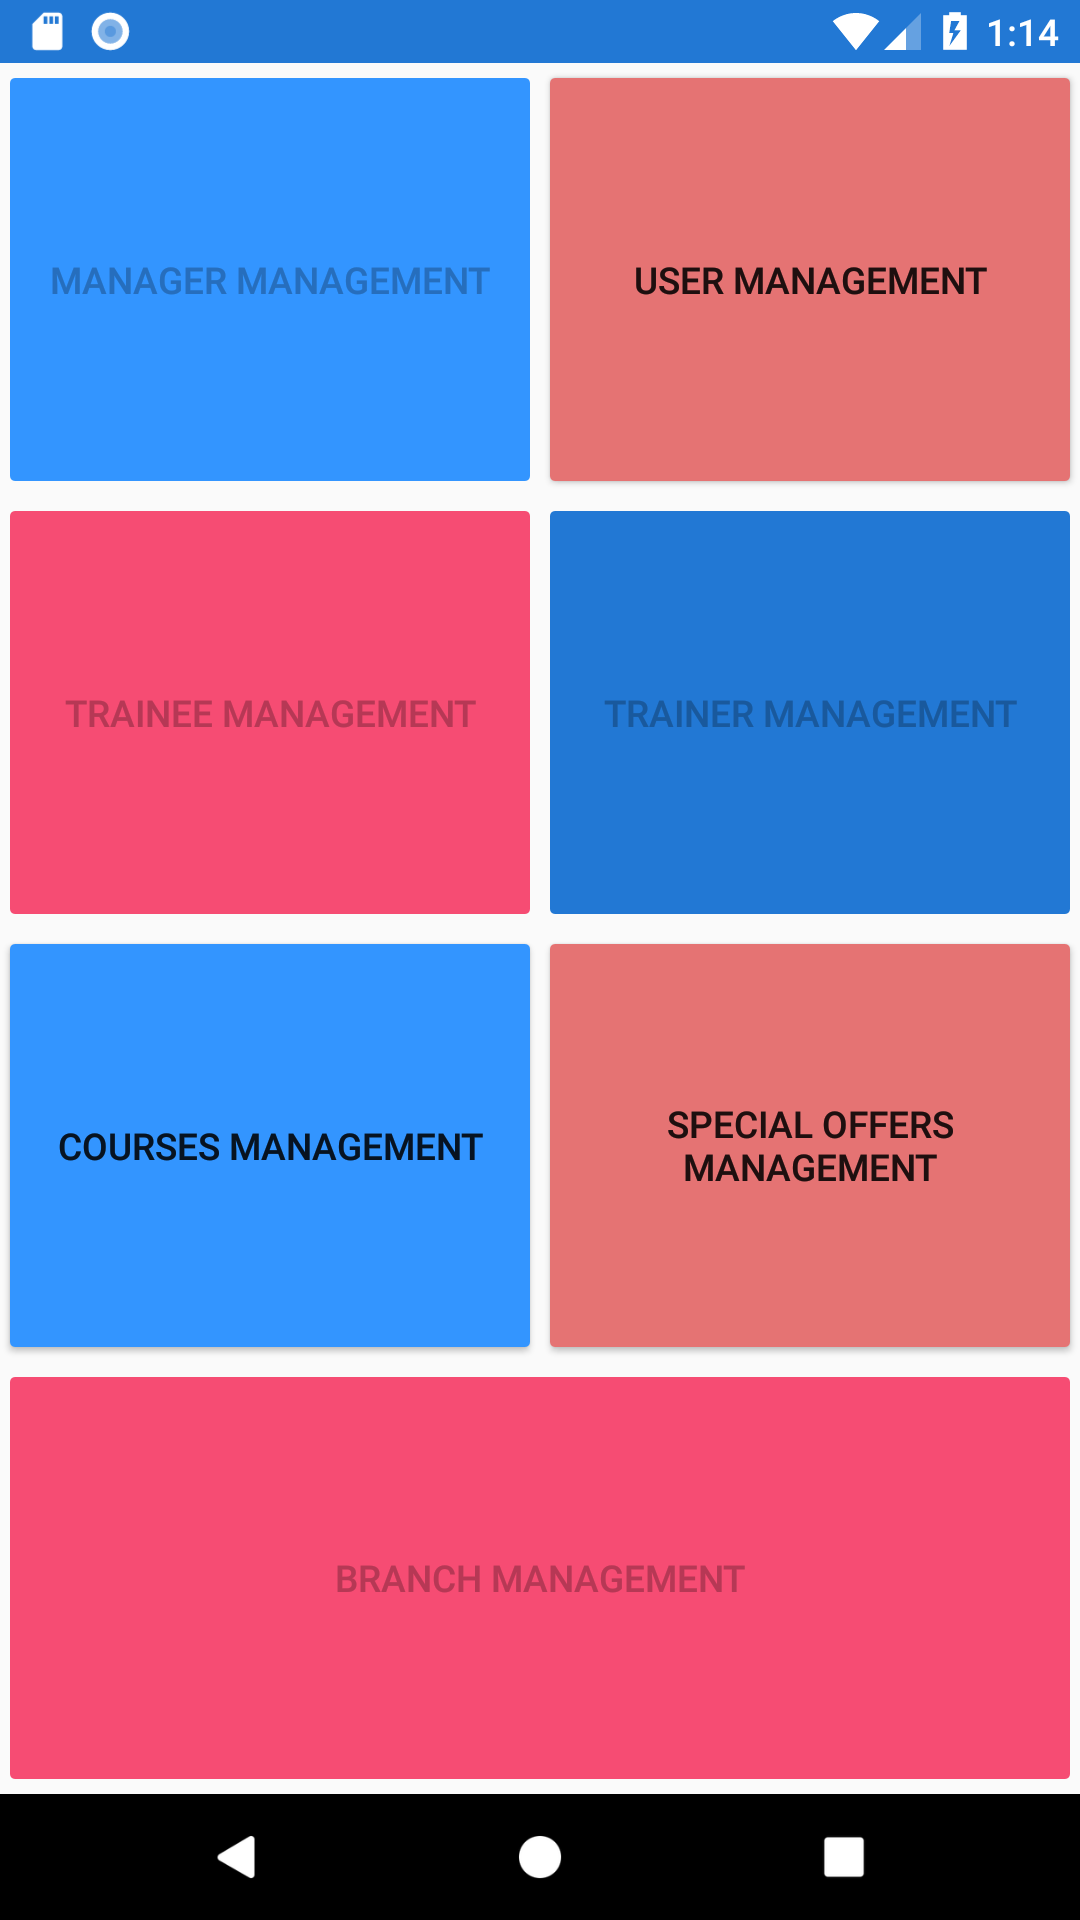 1:14
MANAGER MANAGEMENT
USER MANAGEMENT
TRAINEE MANAGEMENT
TRAINER MANAGEMENT
COURSES MANAGEMENT
SPECIAL OFFERS
MANAGEMENT
BRANCH MANAGEMENT